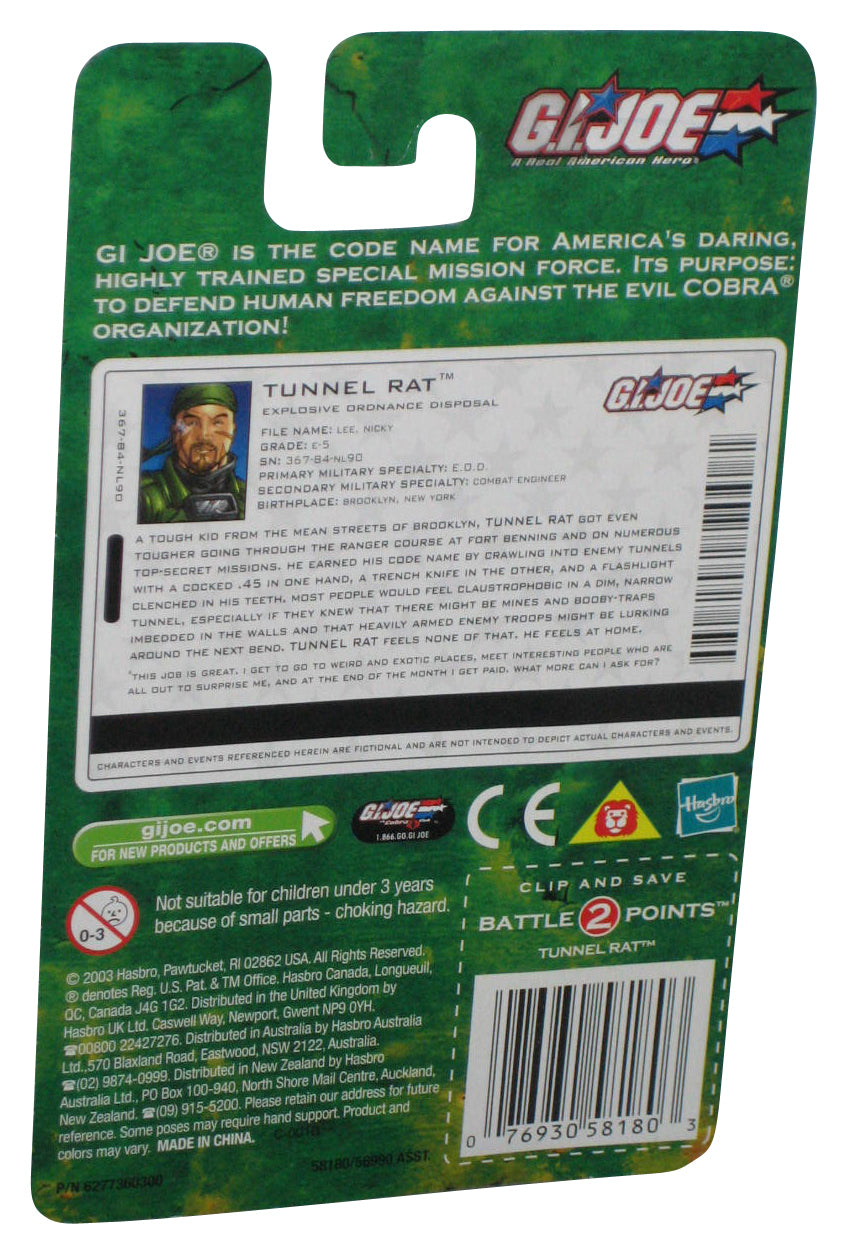 G.I. JOE
A Real American Hero
GI JOE® IS THE CODE NAME FOR AMERICA'S DARING,
HIGHLY TRAINED SPECIAL MISSION FORCE. ITS PURPOSE:
TO DEFEND HUMAN FREEDOM AGAINST THE EVIL COBRA®
ORGANIZATION!
TUNNEL RAT™
EXPLOSIVE ORDNANCE DISPOSAL
G.I. JOE
367-84-NL90
FILE NAME: LEE, NICKY
GRADE: E-5
SN: 367-84-NL90
PRIMARY MILITARY SPECIALTY: E.O.D.
SECONDARY MILITARY SPECIALTY: COMBAT ENGINEER
BIRTHPLACE: BROOKLYN, NEW YORK
A TOUGH KID FROM THE MEAN STREETS OF BROOKLYN, TUNNEL RAT GOT EVEN
TOUGHER GOING THROUGH THE RANGER COURSE AT FORT BENNING AND ON NUMEROUS
TOP-SECRET MISSIONS. HE EARNED HIS CODE NAME BY CRAWLING INTO ENEMY TUNNELS
WITH A COCKED .45 IN ONE HAND, A TRENCH KNIFE IN THE OTHER, AND A FLASHLIGHT
CLENCHED IN HIS TEETH. MOST PEOPLE WOULD FEEL CLAUSTROPHOBIC IN A DIM, NARROW
TUNNEL, ESPECIALLY IF THEY KNEW THAT THERE MIGHT BE MINES AND BOOBY-TRAPS
IMBEDDED IN THE WALLS AND THAT HEAVILY ARMED ENEMY TROOPS MIGHT BE LURKING
AROUND THE NEXT BEND. TUNNEL RAT FEELS NONE OF THAT. HE FEELS AT HOME.
"THIS JOB IS GREAT. I GET TO GO TO WEIRD AND EXOTIC PLACES, MEET INTERESTING PEOPLE WHO ARE
ALL OUT TO SURPRISE ME, AND AT THE END OF THE MONTH I GET PAID. WHAT MORE CAN I ASK FOR?
CHARACTERS AND EVENTS REFERENCED HEREIN ARE FICTIONAL AND ARE NOT INTENDED TO DEPICT ACTUAL CHARACTERS AND EVENTS.
gijoe.com
FOR NEW PRODUCTS AND OFFERS
G.I. JOE
1.866.GO.GI JOE
CE
Hasbro
0-3
Not suitable for children under 3 years
because of small parts - choking hazard.
© 2003 Hasbro, Pawtucket, RI 02862 USA. All Rights Reserved.
® denotes Reg. U.S. Pat. & TM Office. Hasbro Canada, Longueuil,
QC, Canada J4G 1G2. Distributed in the United Kingdom by
Hasbro UK Ltd. Caswell Way, Newport, Gwent NP9 0YH.
☎00800 22427276. Distributed in Australia by Hasbro Australia
Ltd.,570 Blaxland Road, Eastwood, NSW 2122, Australia.
☎(02) 9874-0999. Distributed in New Zealand by Hasbro
Australia Ltd., PO Box 100-940, North Shore Mail Centre, Auckland,
New Zealand. ☎(09) 915-5200. Please retain our address for future
reference. Some poses may require hand support. Product and
colors may vary. MADE IN CHINA.
58180/56990 ASST.
P/N 6277360300
CLIP AND SAVE
BATTLE 2 POINTS™
TUNNEL RAT™
0 76930 58180 3